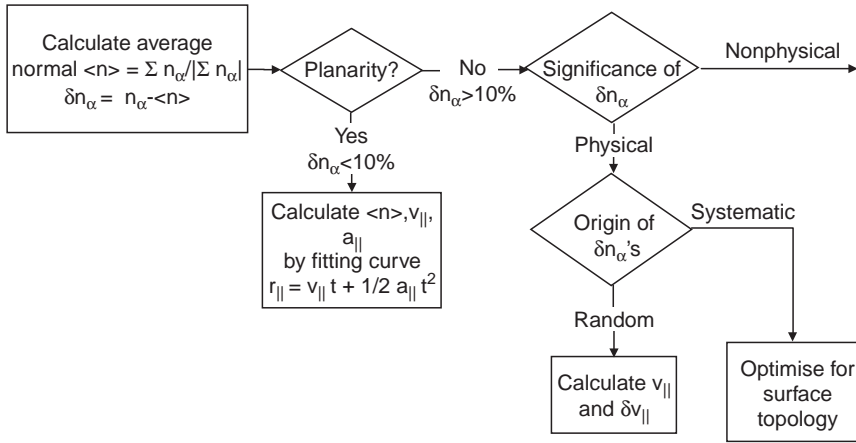 Calculate average
normal <n> = Σ nα/|Σ nα|
δnα = nα-<n>
Planarity?
No
δnα>10%
Significance of
δnα
Nonphysical
Yes
δnα<10%
Physical
Calculate <n>,v||,
a||
by fitting curve
r|| = v|| t + 1/2 a|| t²
Origin of
δnα's
Systematic
Random
Calculate v||
and δv||
Optimise for
surface
topology